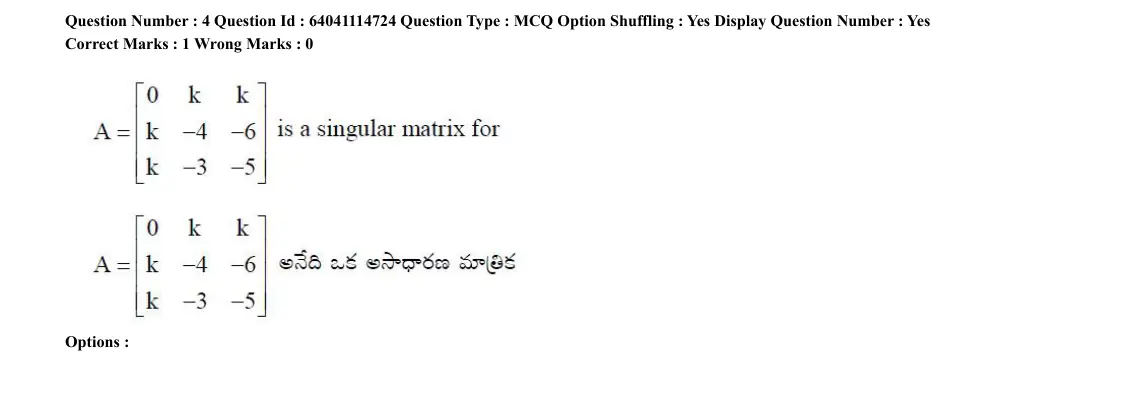 Question Number : 4 Question Id : 64041114724 Question Type : MCQ Option Shuffling : Yes Display Question Number : Yes
Correct Marks : 1 Wrong Marks : 0
0 k k
A = k −4 −6 is a singular matrix for
k −3 −5
0 k k
A = k −4 −6 అనేది ఒక అసాధారణ మాత్రిక
k −3 −5
Options :